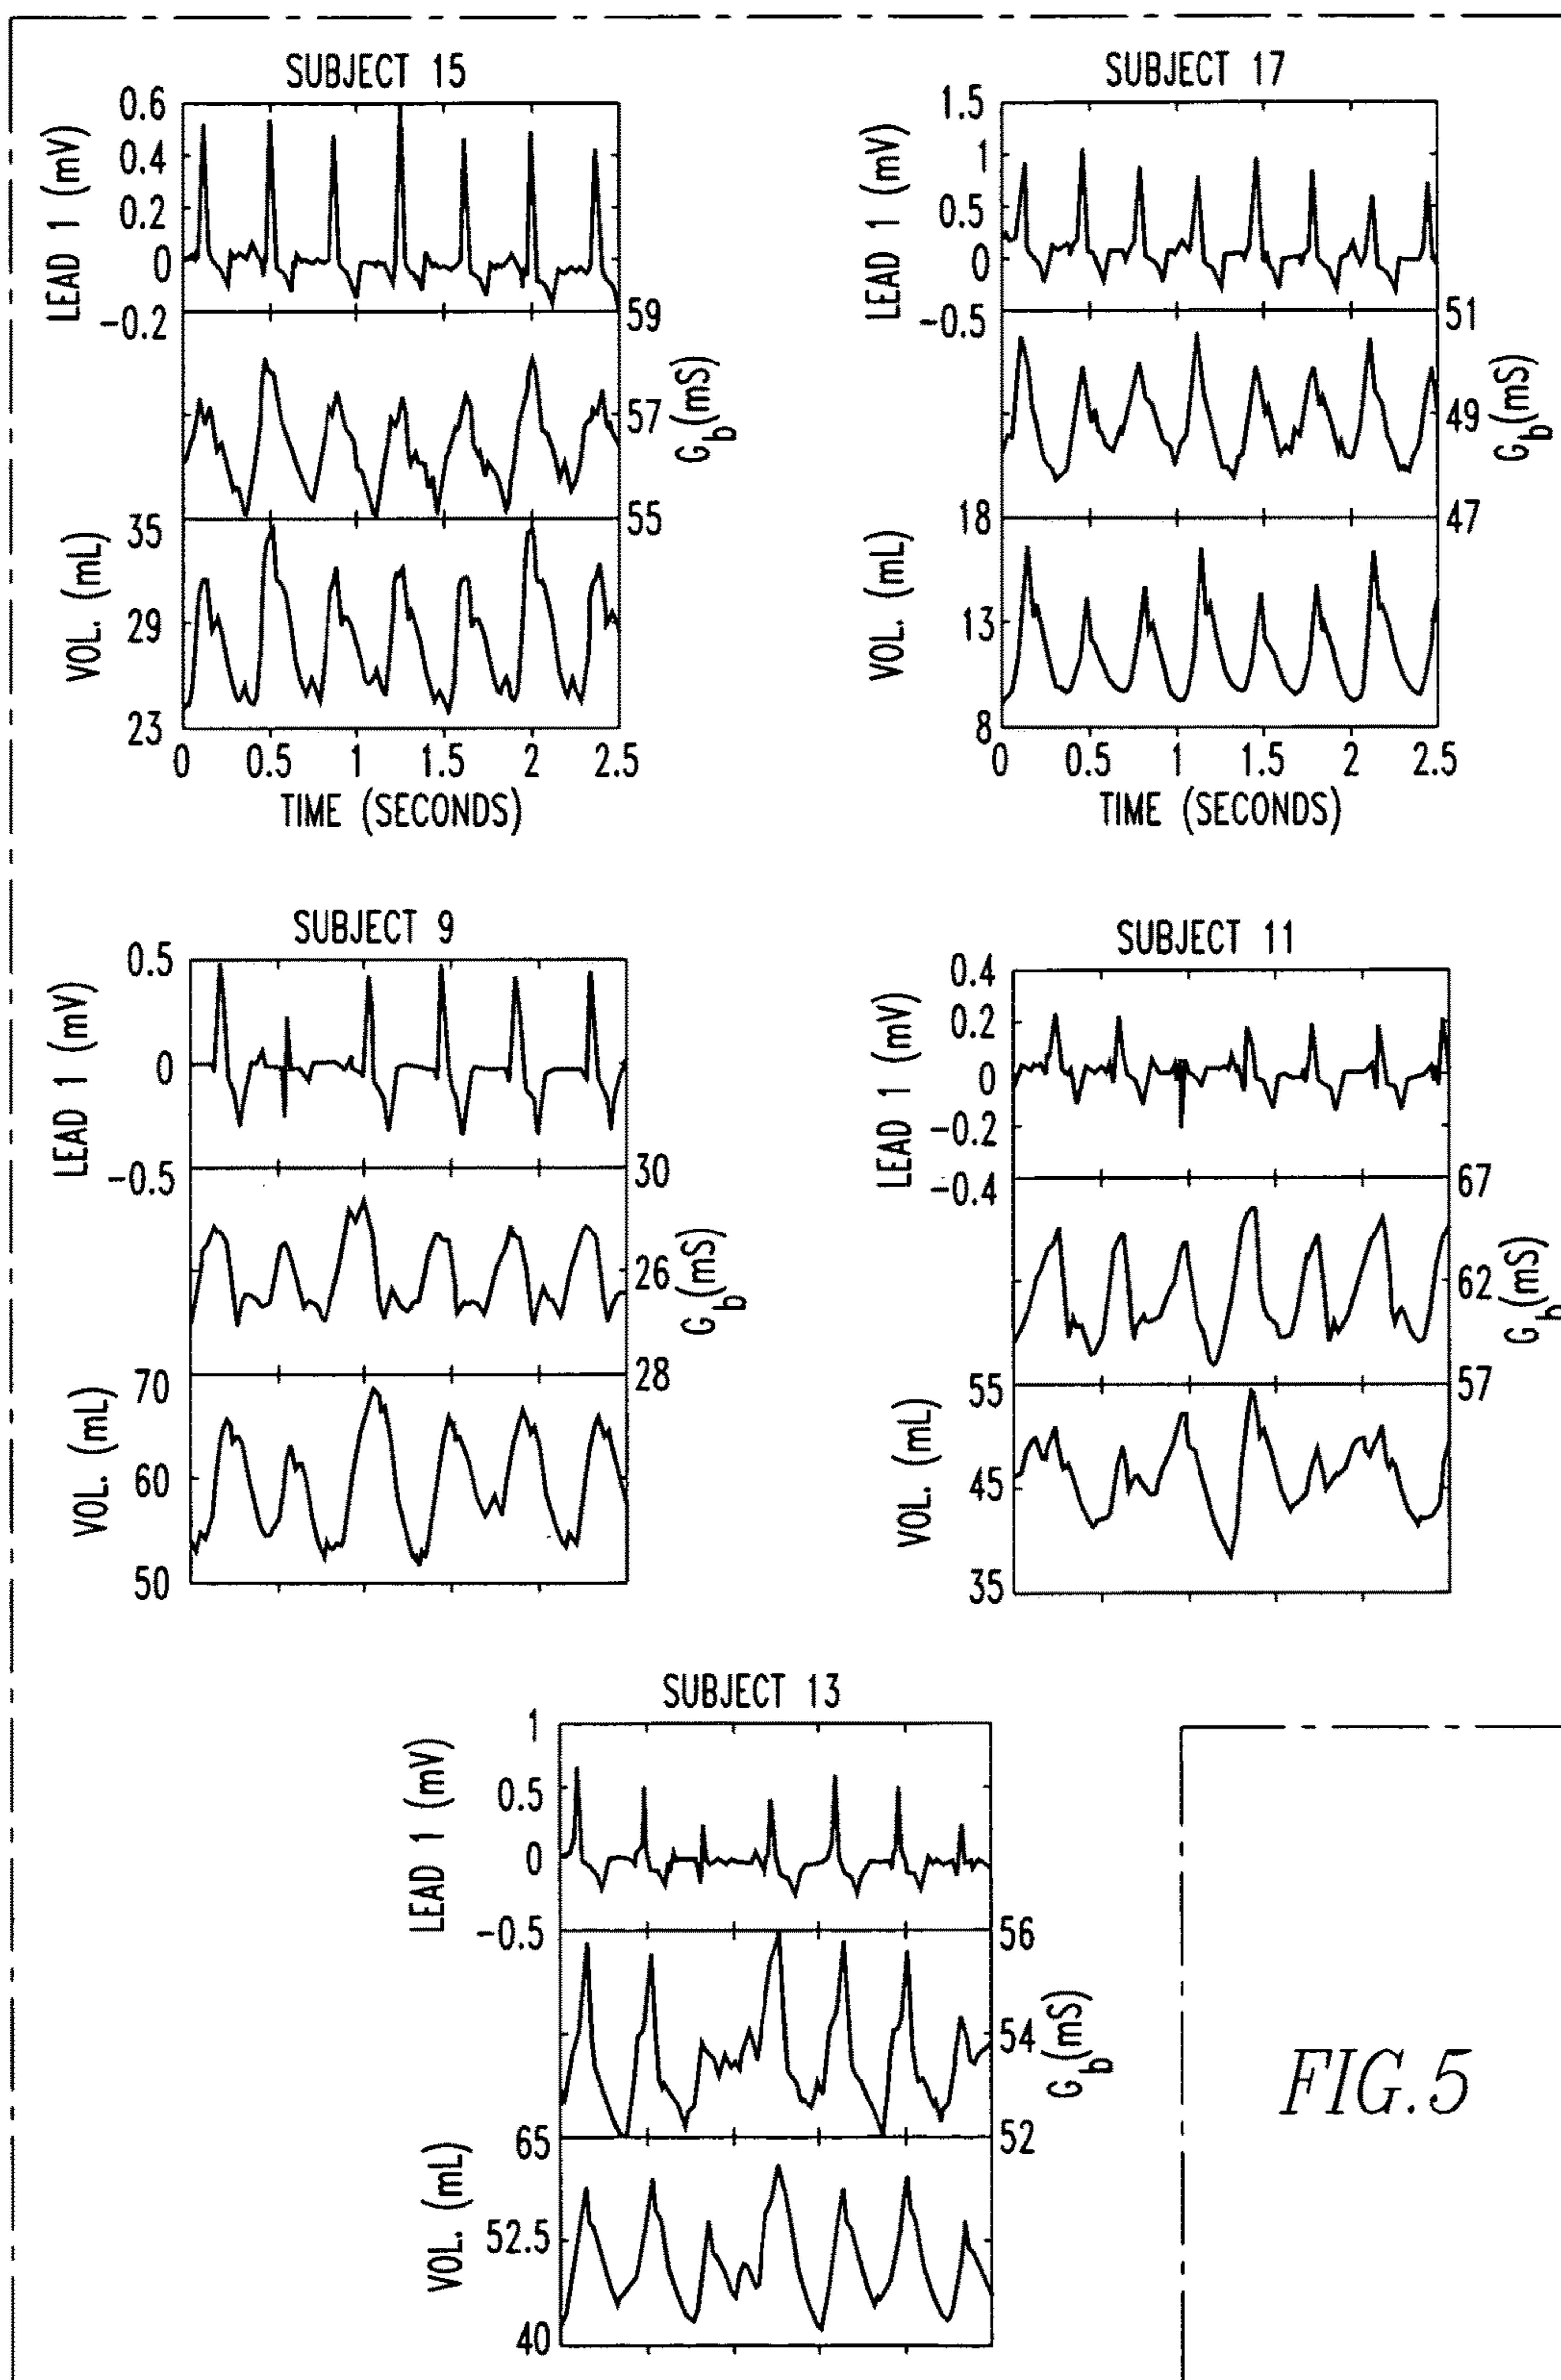 SUBJECT 15
LEAD 1 (mV)
0.6
0.4
0.2
0
-0.2
59
57
55
G b (mS)
VOL. (mL)
35
29
23
0 0.5 1 1.5 2 2.5
TIME (SECONDS)
SUBJECT 17
LEAD 1 (mV)
1.5
1
0.5
0
-0.5
51
49
47
G b (mS)
VOL. (mL)
18
13
8
0 0.5 1 1.5 2 2.5
TIME (SECONDS)
SUBJECT 9
LEAD 1 (mV)
0.5
0
-0.5
30
26
28
G b (mS)
VOL. (mL)
70
60
50
SUBJECT 11
LEAD 1 (mV)
0.4
0.2
0
-0.2
-0.4
67
62
57
G b (mS)
VOL. (mL)
55
45
35
SUBJECT 13
LEAD 1 (mV)
1
0.5
0
-0.5
56
54
52
G b (mS)
VOL. (mL)
65
52.5
40
FIG.5